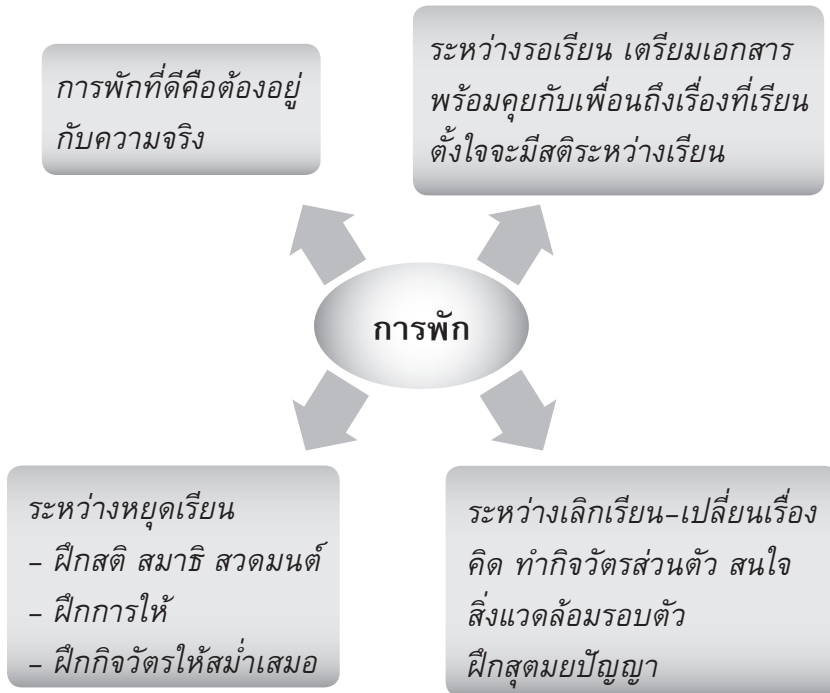 การพักที่ดีคือต้องอยู่
กับความจริง
ระหว่างรอเรียน เตรียมเอกสาร
พร้อมคุยกับเพื่อนถึงเรื่องที่เรียน
ตั้งใจจะมีสติระหว่างเรียน
การพัก
ระหว่างหยุดเรียน
– ฝึกสติ สมาธิ สวดมนต์
– ฝึกการให้
– ฝึกกิจวัตรให้สม่ำเสมอ
ระหว่างเลิกเรียน–เปลี่ยนเรื่อง
คิด ทำกิจวัตรส่วนตัว สนใจ
สิ่งแวดล้อมรอบตัว
ฝึกสุตมยปัญญา